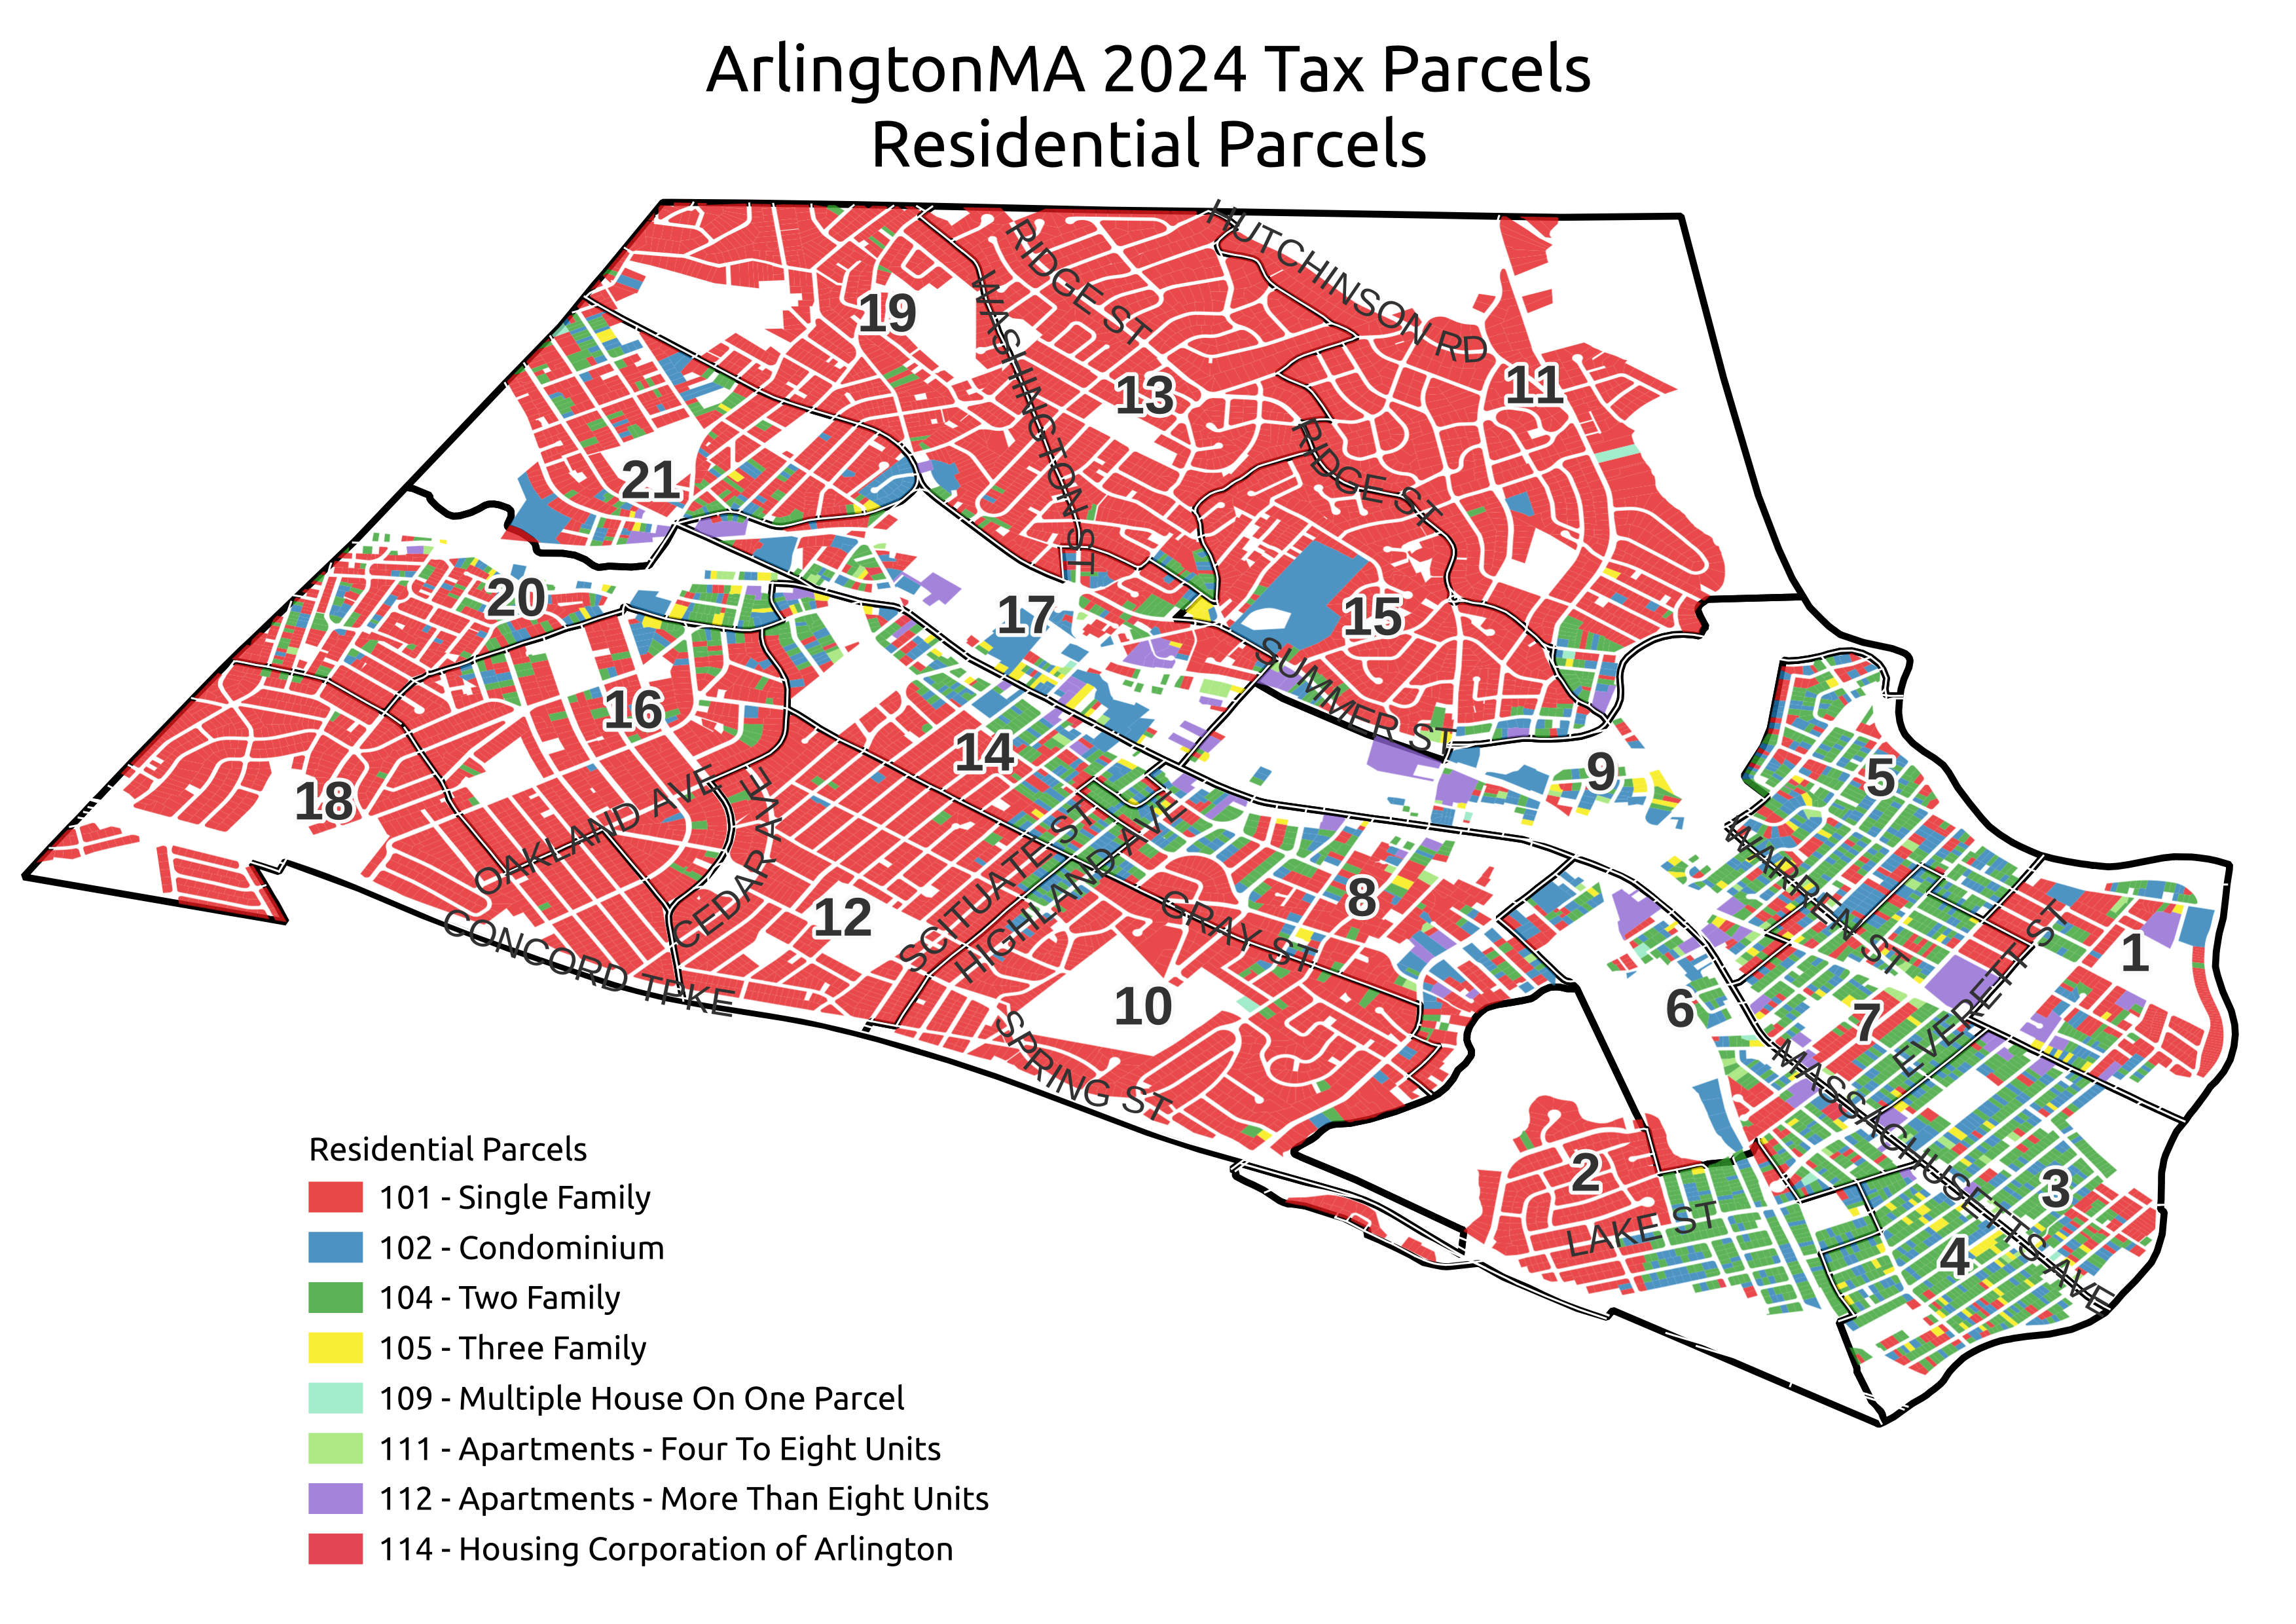 ArlingtonMA 2024 Tax Parcels
Residential Parcels
HUTCHINSON RD
RIDGE ST
WASHINGTON ST
19
13
11
RIDGE ST
21
20
17
15
SUMMER ST
16
14
9
5
18
OAKLAND AVE
CEDAR AVE
SCITUATE ST
HIGHLAND AVE
WARREN ST
12
8
GRAY ST
EVERETT ST
1
CONCORD TPKE
10
6
7
SPRING ST
MASSACHUSETTS AVE
2
3
LAKE ST
4
Residential Parcels
101 - Single Family
102 - Condominium
104 - Two Family
105 - Three Family
109 - Multiple House On One Parcel
111 - Apartments - Four To Eight Units
112 - Apartments - More Than Eight Units
114 - Housing Corporation of Arlington